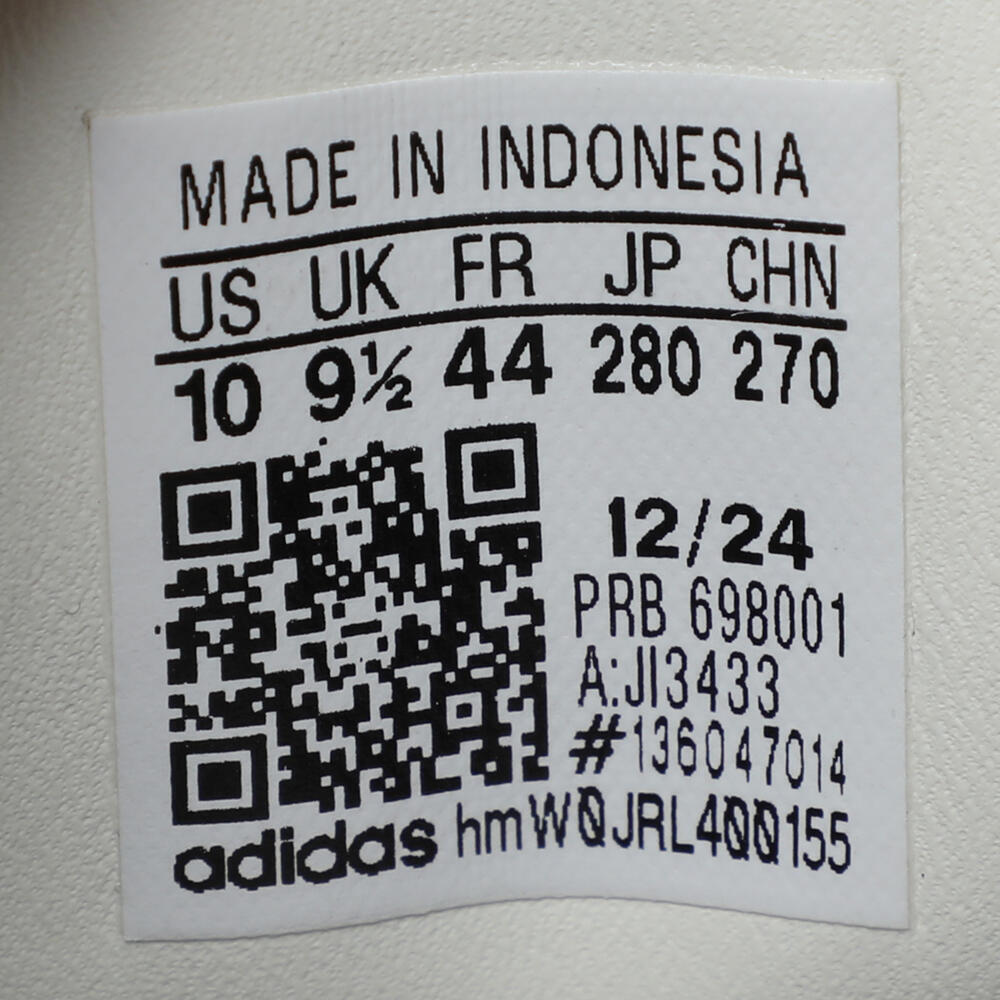 MADE IN INDONESIA
US UK FR JP CHN
10 9½ 44 280 270
12/24
PRB 698001
A:JI3433
#136047014
adidas hmW0JRL400155